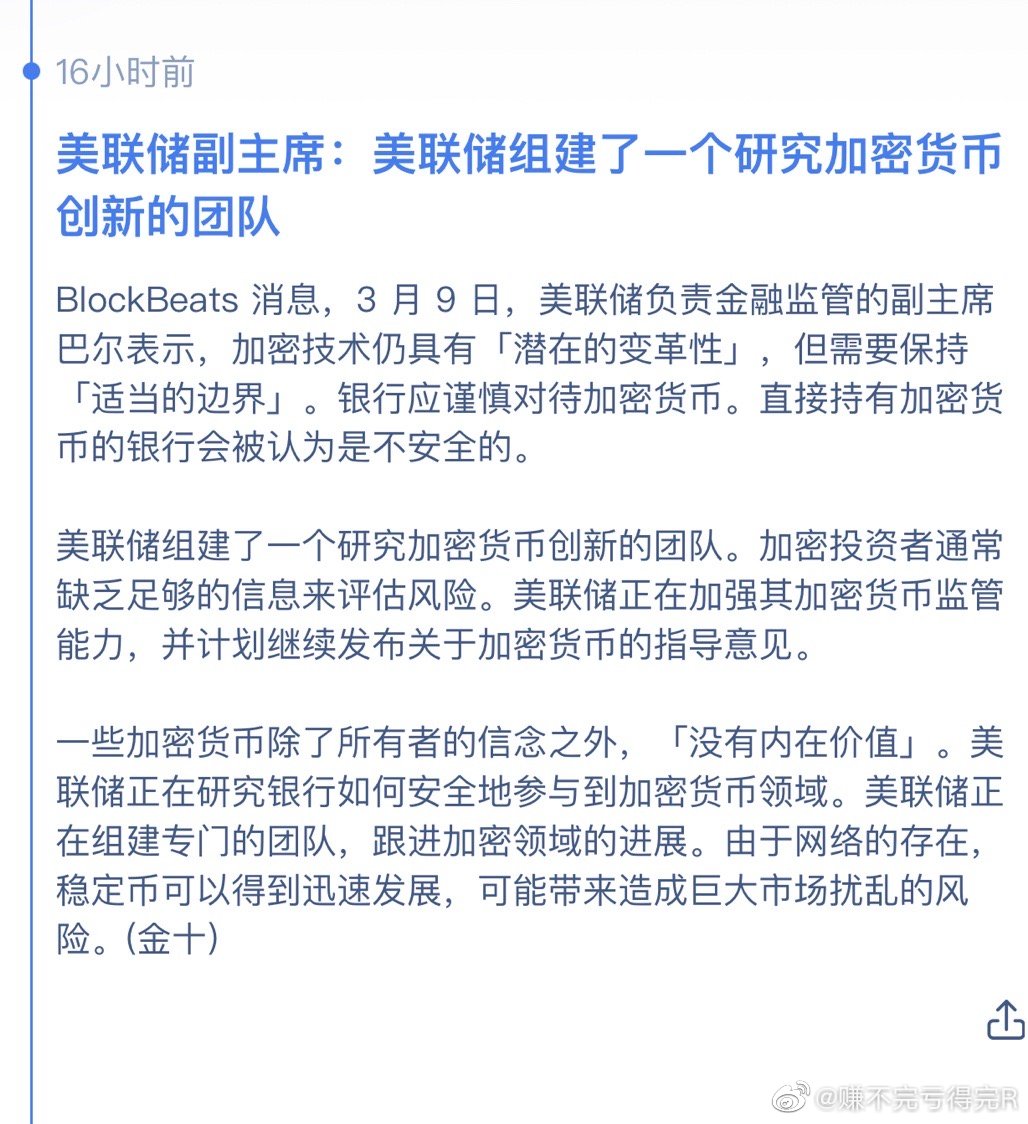 16小时前
美联储副主席：美联储组建了一个研究加密货币
创新的团队
BlockBeats 消息，3 月 9 日，美联储负责金融监管的副主席
巴尔表示，加密技术仍具有「潜在的变革性」，但需要保持
「适当的边界」。银行应谨慎对待加密货币。直接持有加密货
币的银行会被认为是不安全的。
美联储组建了一个研究加密货币创新的团队。加密投资者通常
缺乏足够的信息来评估风险。美联储正在加强其加密货币监管
能力，并计划继续发布关于加密货币的指导意见。
一些加密货币除了所有者的信念之外，「没有内在价值」。美
联储正在研究银行如何安全地参与到加密货币领域。美联储正
在组建专门的团队，跟进加密领域的进展。由于网络的存在，
稳定币可以得到迅速发展，可能带来造成巨大市场扰乱的风
险。(金十)
@赚不完亏得完R